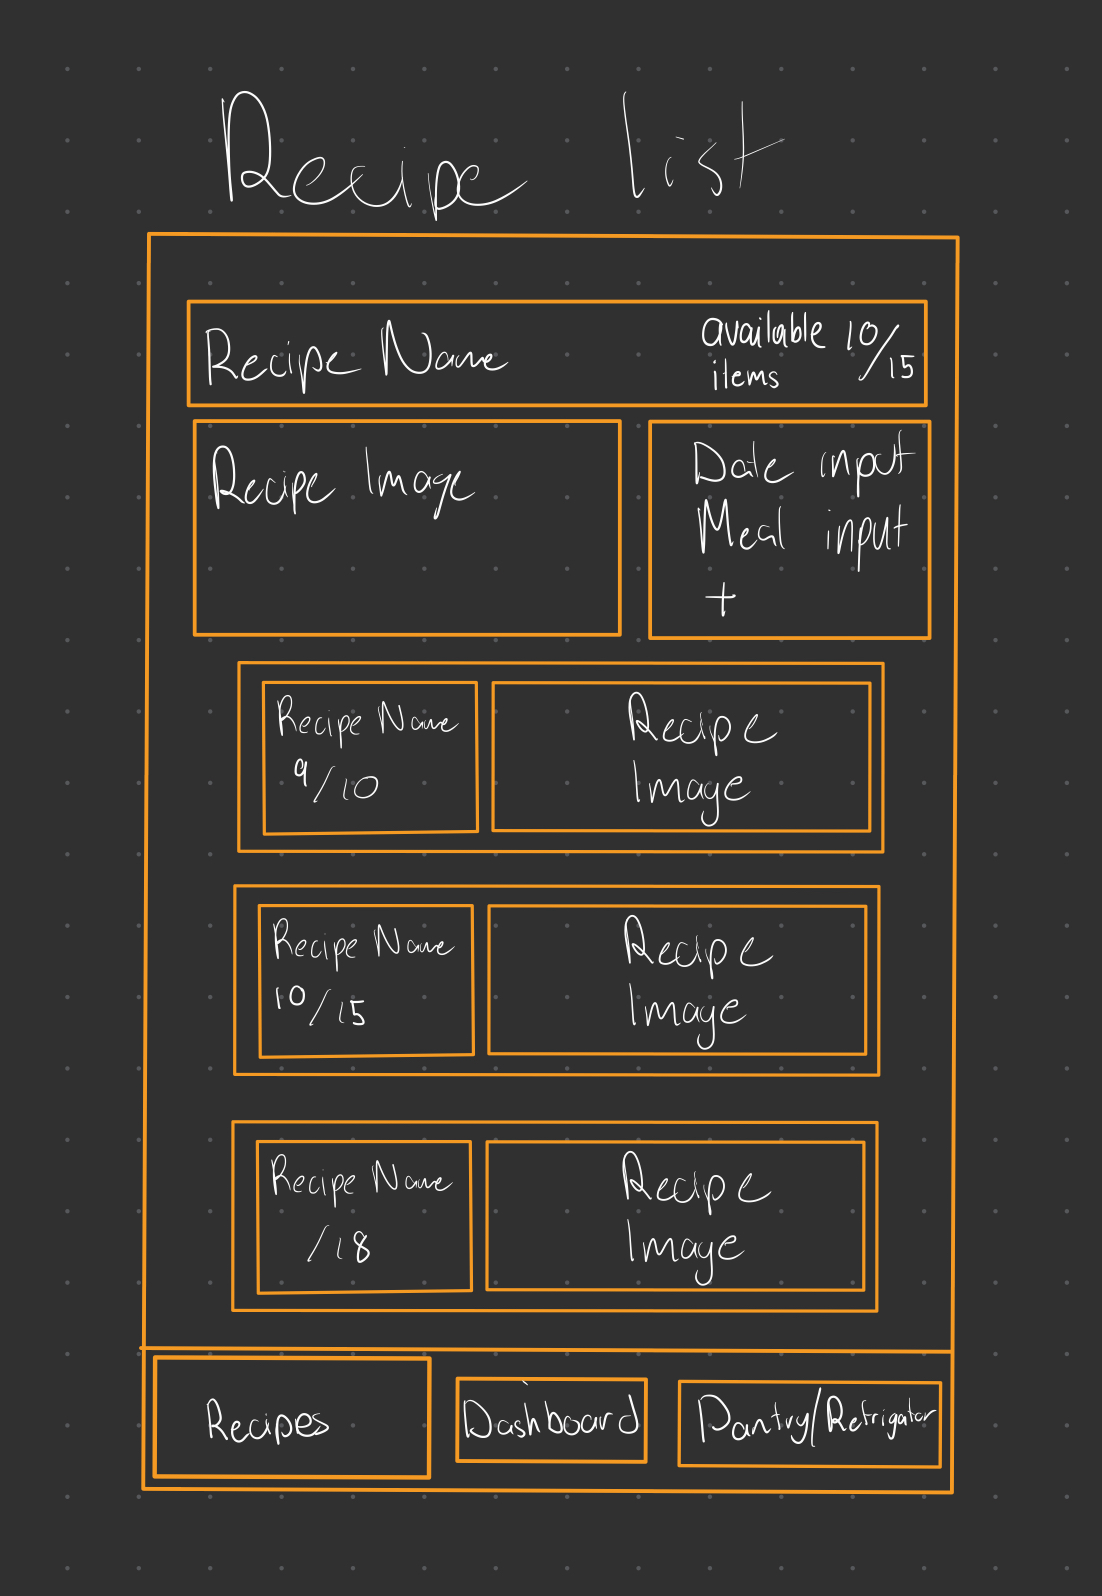 Recipe list
Recipe Name
available 10/15
items
Recipe Image
Date input
Meal input
+
Recipe Name
9/10
Recipe
Image
Recipe Name
10/15
Recipe
Image
Recipe Name
/18
Recipe
Image
Recipes
Dashboard
Pantry/Refrigator